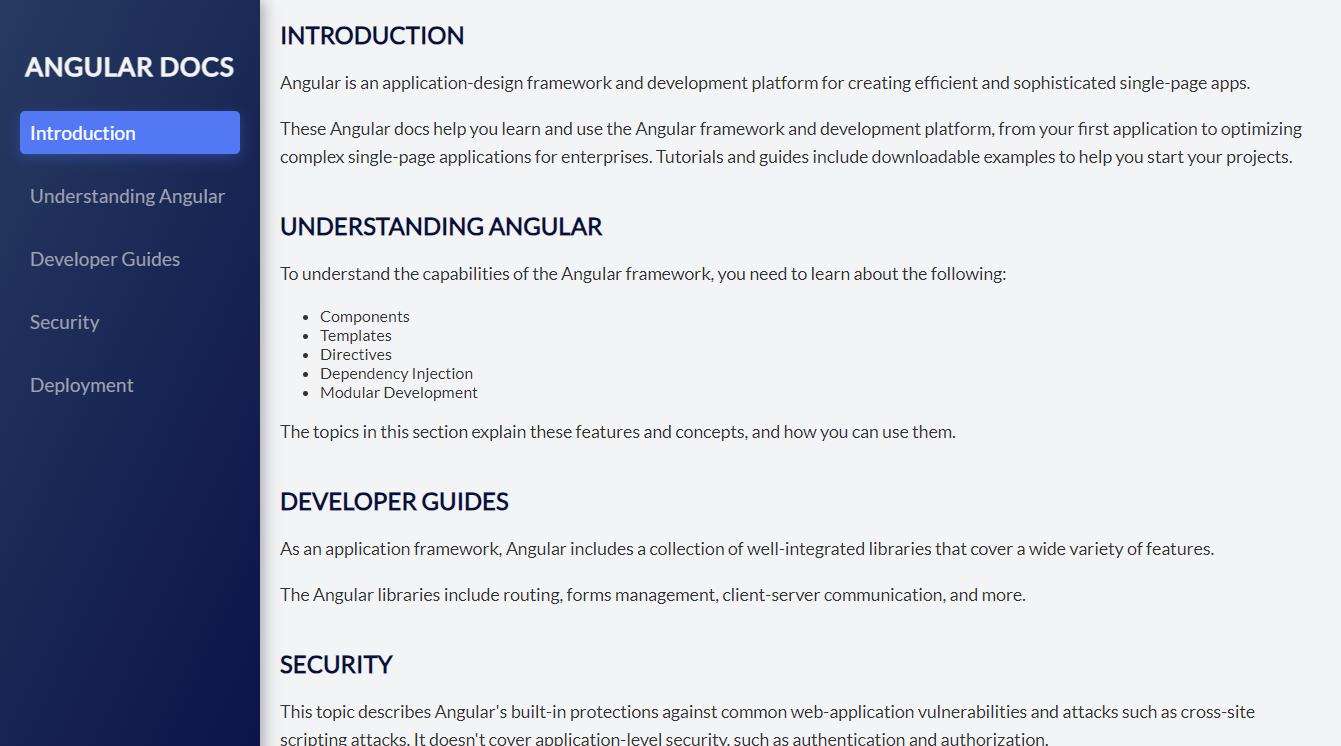 ANGULAR DOCS
Introduction
Understanding Angular
Developer Guides
Security
Deployment
INTRODUCTION
Angular is an application-design framework and development platform for creating efficient and sophisticated single-page apps.
These Angular docs help you learn and use the Angular framework and development platform, from your first application to optimizing
complex single-page applications for enterprises. Tutorials and guides include downloadable examples to help you start your projects.
UNDERSTANDING ANGULAR
To understand the capabilities of the Angular framework, you need to learn about the following:
• Components
• Templates
• Directives
• Dependency Injection
• Modular Development
The topics in this section explain these features and concepts, and how you can use them.
DEVELOPER GUIDES
As an application framework, Angular includes a collection of well-integrated libraries that cover a wide variety of features.
The Angular libraries include routing, forms management, client-server communication, and more.
SECURITY
This topic describes Angular's built-in protections against common web-application vulnerabilities and attacks such as cross-site
scripting attacks. It doesn't cover application-level security, such as authentication and authorization.